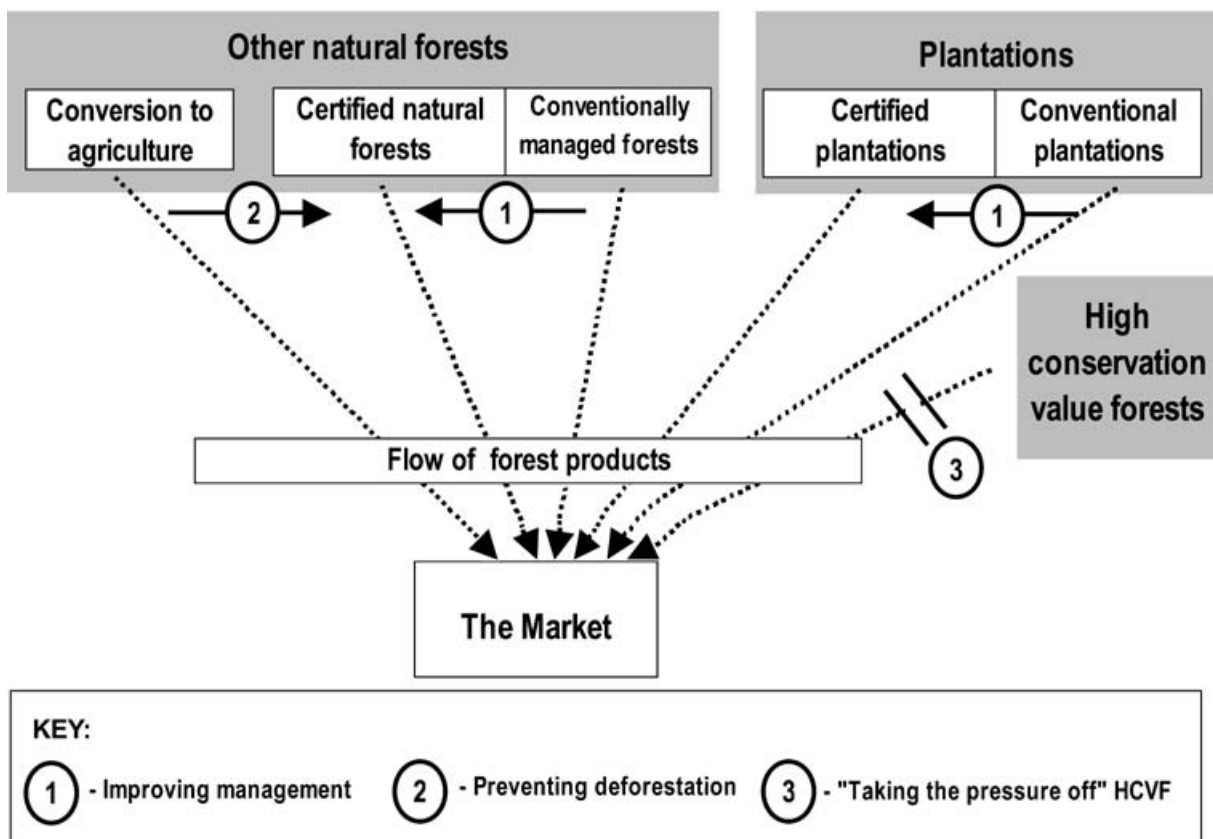 Other natural forests
Conversion to
agriculture
Certified natural
forests
Conventionally
managed forests
Plantations
Certified
plantations
Conventional
plantations
2
1
1
High
conservation
value forests
3
Flow of forest products
The Market
KEY:
1 - Improving management
2 - Preventing deforestation
3 - "Taking the pressure off" HCVF